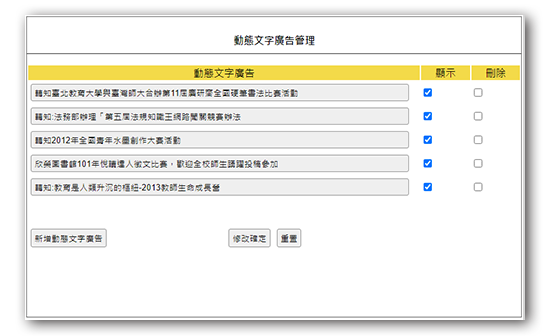 動態文字廣告管理
動態文字廣告 顯示 刪除
轉知臺北教育大學與臺灣師大合辦第11屆廣研齋全國硬筆書法比賽活動
轉知:法務部辦理「第五屆法規知識王網路闖關競賽辦法
轉知2012年全國青年水墨創作大賽活動
欣榮圖書館101年悅讀達人徵文比賽，歡迎全校師生踴躍投稿參加
轉知:教育是人類升沉的樞紐-2013教師生命成長營
新增動態文字廣告 修改確定 重置